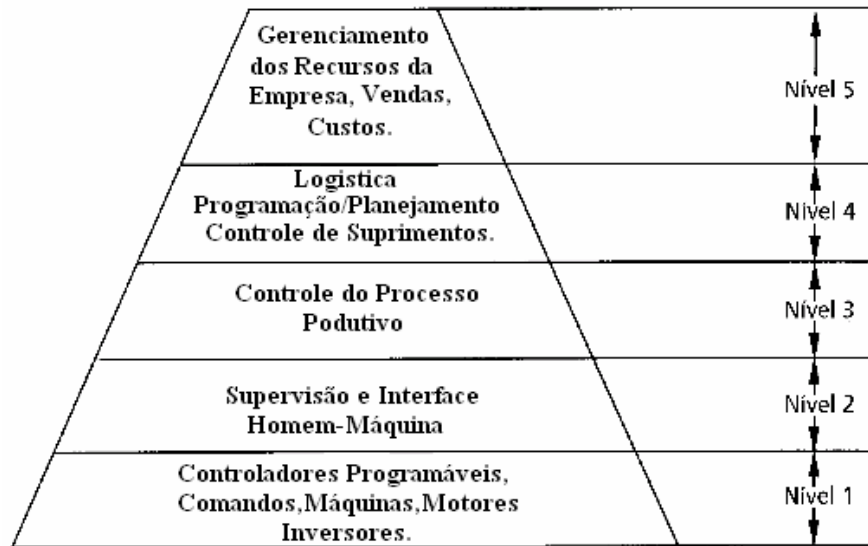 Gerenciamento
dos Recursos da
Empresa, Vendas,
Custos.
Nível 5
Logistica
Programação/Planejamento
Controle de Suprimentos.
Nível 4
Controle do Processo
Podutivo
Nível 3
Supervisão e Interface
Homem-Máquina
Nível 2
Controladores Programáveis,
Comandos,Máquinas,Motores
Inversores.
Nível 1